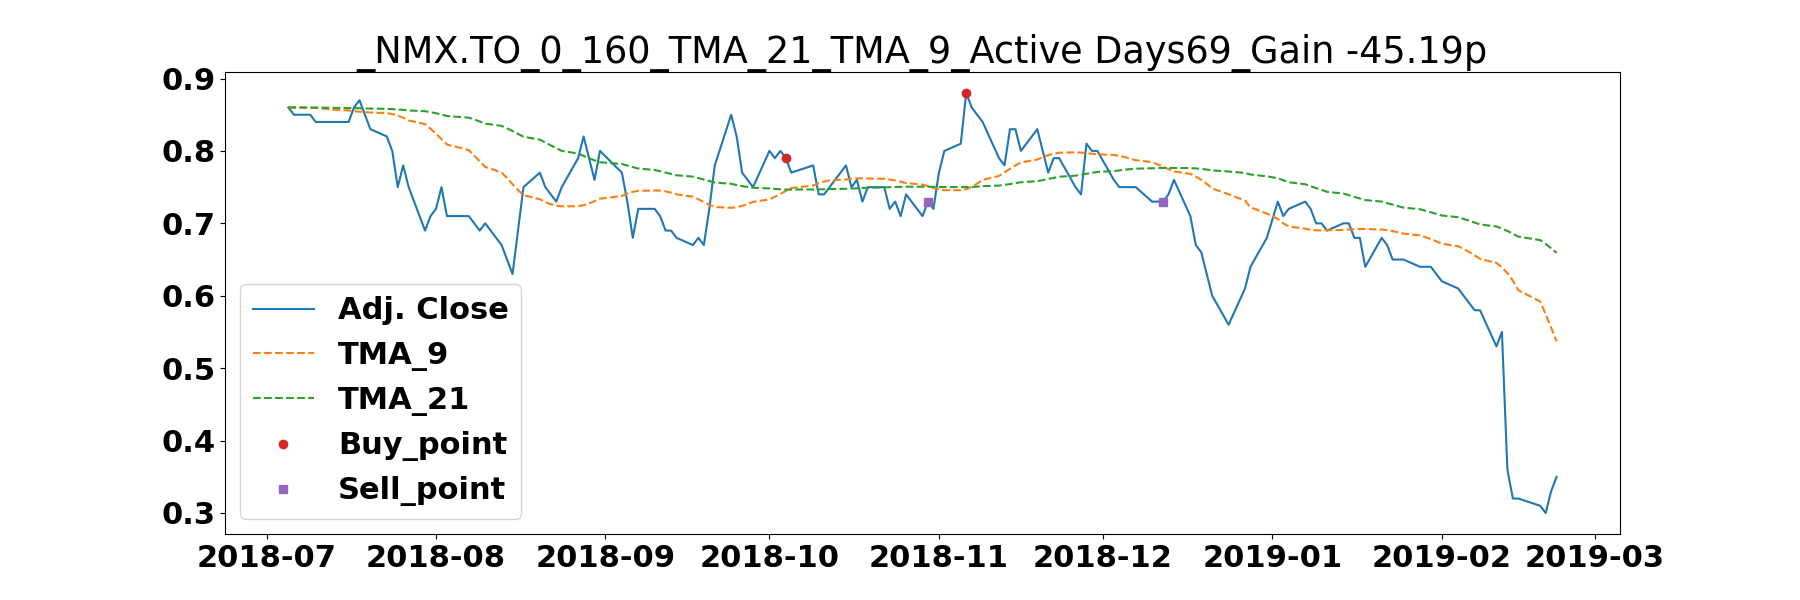 _NMX.TO_0_160_TMA_21_TMA_9_Active Days69_Gain -45.19p
0.9
0.8
0.7
0.6
0.5
0.4
0.3
Adj. Close
TMA_9
TMA_21
Buy_point
Sell_point
2018-07 2018-08 2018-09 2018-10 2018-11 2018-12 2019-01 2019-02 2019-03